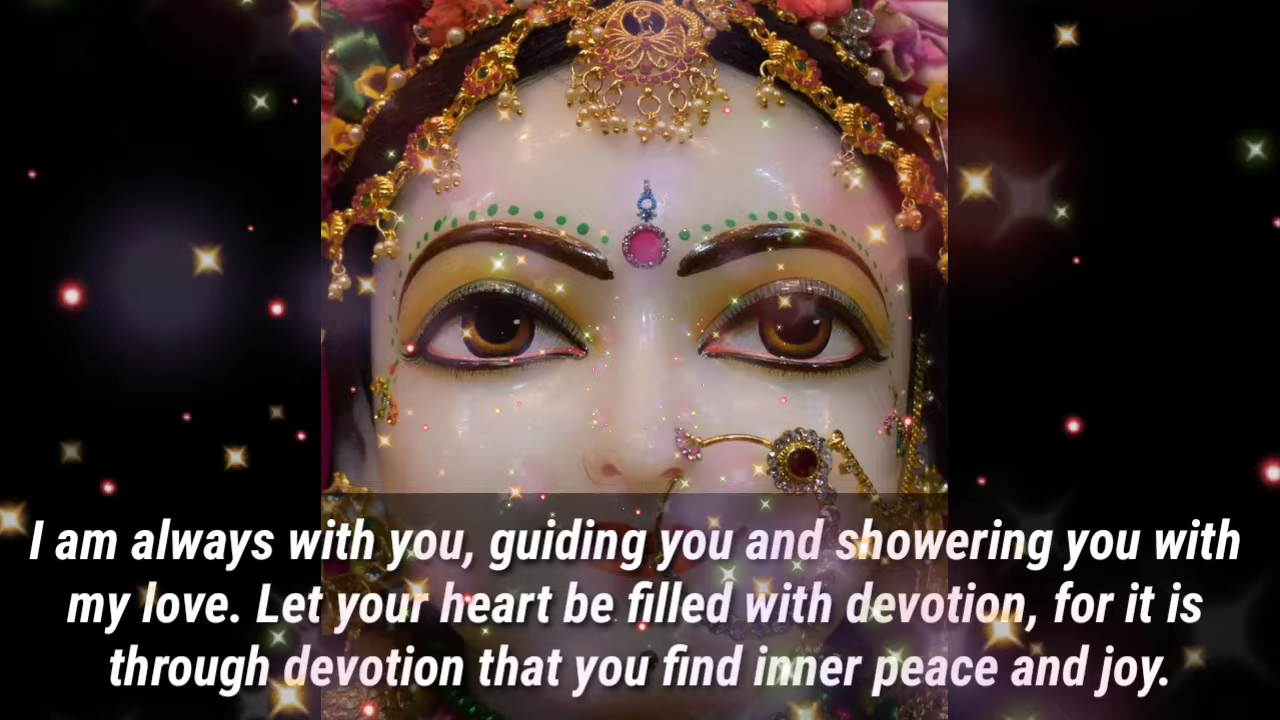 I am always with you, guiding you and showering you with
my love. Let your heart be filled with devotion, for it is
through devotion that you find inner peace and joy.